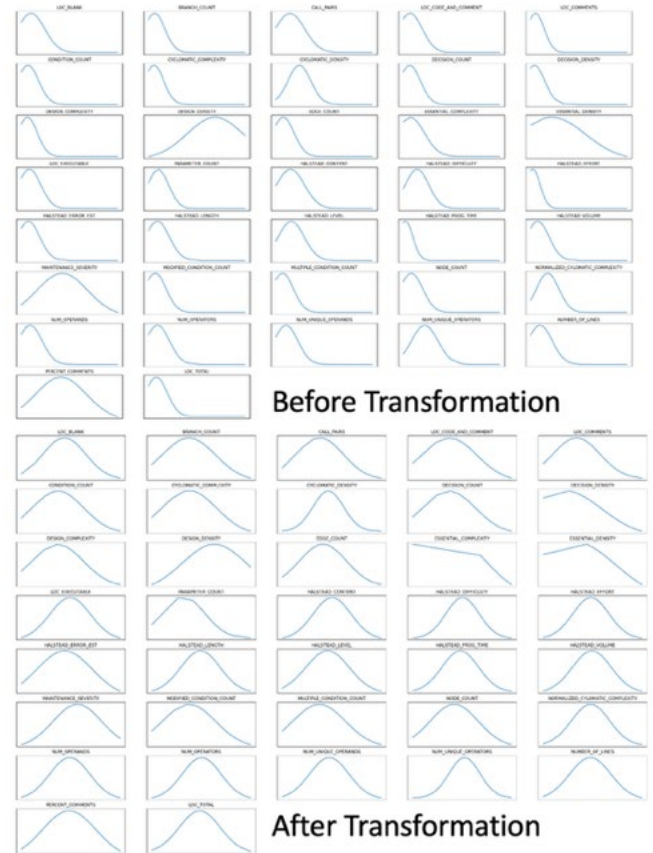 LOC_BLANK BRANCH_COUNT CALL_PAIRS LOC_CODE_AND_COMMENT LOC_COMMENTS
CONDITION_COUNT CYCLOMATIC_COMPLEXITY CYCLOMATIC_DENSITY DECISION_COUNT DECISION_DENSITY
DESIGN_COMPLEXITY DESIGN_DENSITY EDGE_COUNT ESSENTIAL_COMPLEXITY ESSENTIAL_DENSITY
LOC_EXECUTABLE PARAMETER_COUNT HALSTEAD_CONTENT HALSTEAD_DIFFICULTY HALSTEAD_EFFORT
HALSTEAD_ERROR_EST HALSTEAD_LENGTH HALSTEAD_LEVEL HALSTEAD_PROG_TIME HALSTEAD_VOLUME
MAINTENANCE_SEVERITY MODIFIED_CONDITION_COUNT MULTIPLE_CONDITION_COUNT NODE_COUNT NORMALIZED_CYLOMATIC_COMPLEXITY
NUM_OPERANDS NUM_OPERATORS NUM_UNIQUE_OPERANDS NUM_UNIQUE_OPERATORS NUMBER_OF_LINES
PERCENT_COMMENTS LOC_TOTAL
Before Transformation
LOC_BLANK BRANCH_COUNT CALL_PAIRS LOC_CODE_AND_COMMENT LOC_COMMENTS
CONDITION_COUNT CYCLOMATIC_COMPLEXITY CYCLOMATIC_DENSITY DECISION_COUNT DECISION_DENSITY
DESIGN_COMPLEXITY DESIGN_DENSITY EDGE_COUNT ESSENTIAL_COMPLEXITY ESSENTIAL_DENSITY
LOC_EXECUTABLE PARAMETER_COUNT HALSTEAD_CONTENT HALSTEAD_DIFFICULTY HALSTEAD_EFFORT
HALSTEAD_ERROR_EST HALSTEAD_LENGTH HALSTEAD_LEVEL HALSTEAD_PROG_TIME HALSTEAD_VOLUME
MAINTENANCE_SEVERITY MODIFIED_CONDITION_COUNT MULTIPLE_CONDITION_COUNT NODE_COUNT NORMALIZED_CYLOMATIC_COMPLEXITY
NUM_OPERANDS NUM_OPERATORS NUM_UNIQUE_OPERANDS NUM_UNIQUE_OPERATORS NUMBER_OF_LINES
PERCENT_COMMENTS LOC_TOTAL
After Transformation